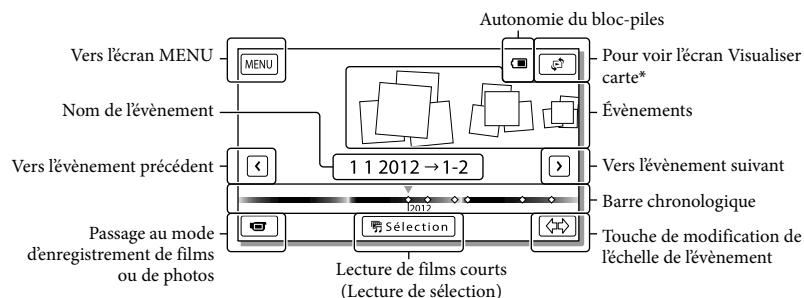 Autonomie du bloc-piles
Vers l'écran MENU
MENU
Pour voir l'écran Visualiser
carte*
Nom de l'évènement
Évènements
Vers l'évènement précédent
1 1 2012 → 1-2
Vers l'évènement suivant
2012
Barre chronologique
Passage au mode
d'enregistrement de films
ou de photos
Sélection
Touche de modification de
l'échelle de l'évènement
Lecture de films courts
(Lecture de sélection)